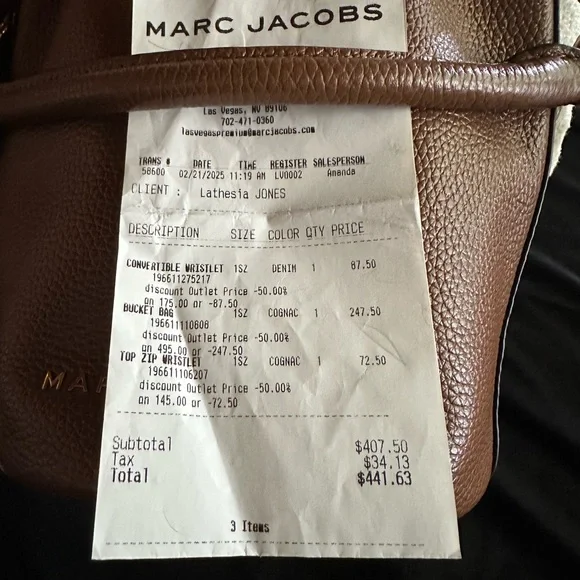 MARC JACOBS
Las Vegas, NV 89106
702-471-0360
lasvegaspremium@marcjacobs.com
TRANS # DATE TIME REGISTER SALESPERSON
58600 02/21/2025 11:19 AM LV0002 Amanda
CLIENT : Lathesia JONES
DESCRIPTION SIZE COLOR QTY PRICE
CONVERTIBLE WRISTLET 1SZ DENIM 1 87.50
196611275217
discount Outlet Price -50.00%
on 175.00 or -87.50
BUCKET BAG 1SZ COGNAC 1 247.50
196611110808
discount Outlet Price -50.00%
on 495.00 or -247.50
TOP ZIP WRISTLET 1SZ COGNAC 1 72.50
196611106207
discount Outlet Price -50.00%
on 145.00 or -72.50
MAR
Subtotal $407.50
Tax $34.13
Total $441.63
3 Items